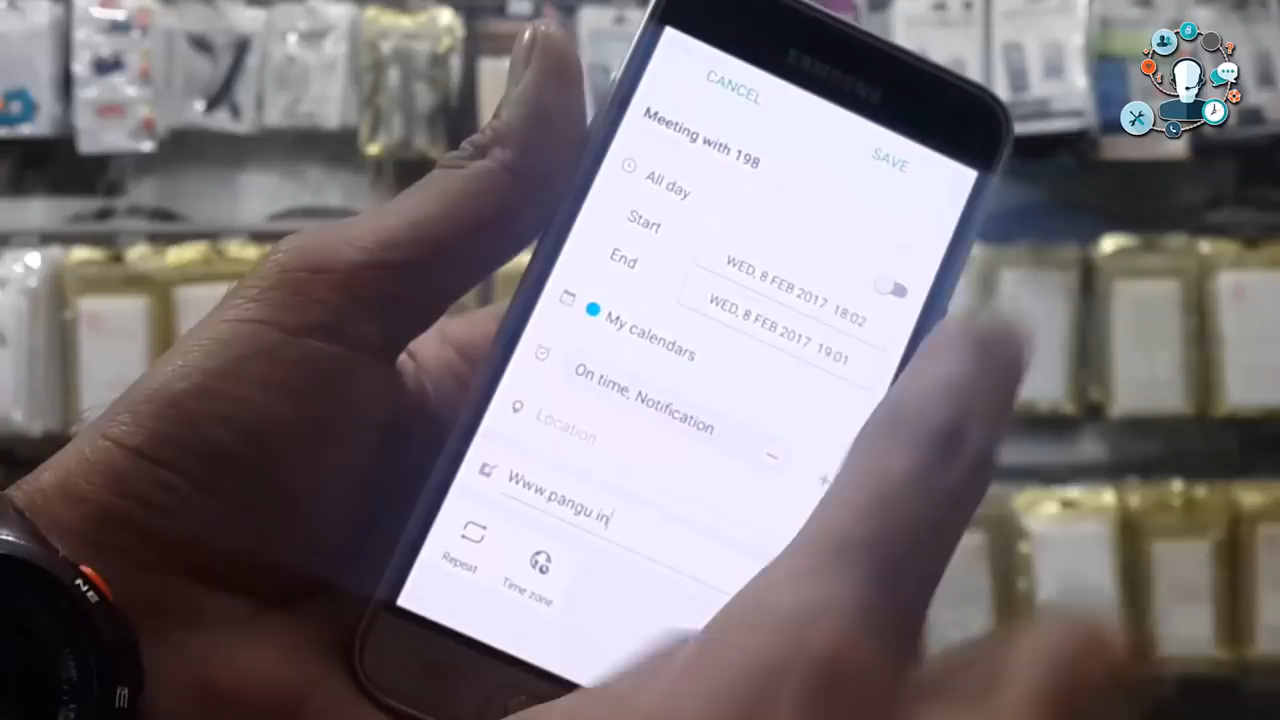 SAMSUNG
CANCEL
SAVE
Meeting with 198
All day
Start
WED, 8 FEB 2017 18:02
End
WED, 8 FEB 2017 19:01
My calendars
On time, Notification
Location
Www.pangu.in
Repeat
Time zone
NE